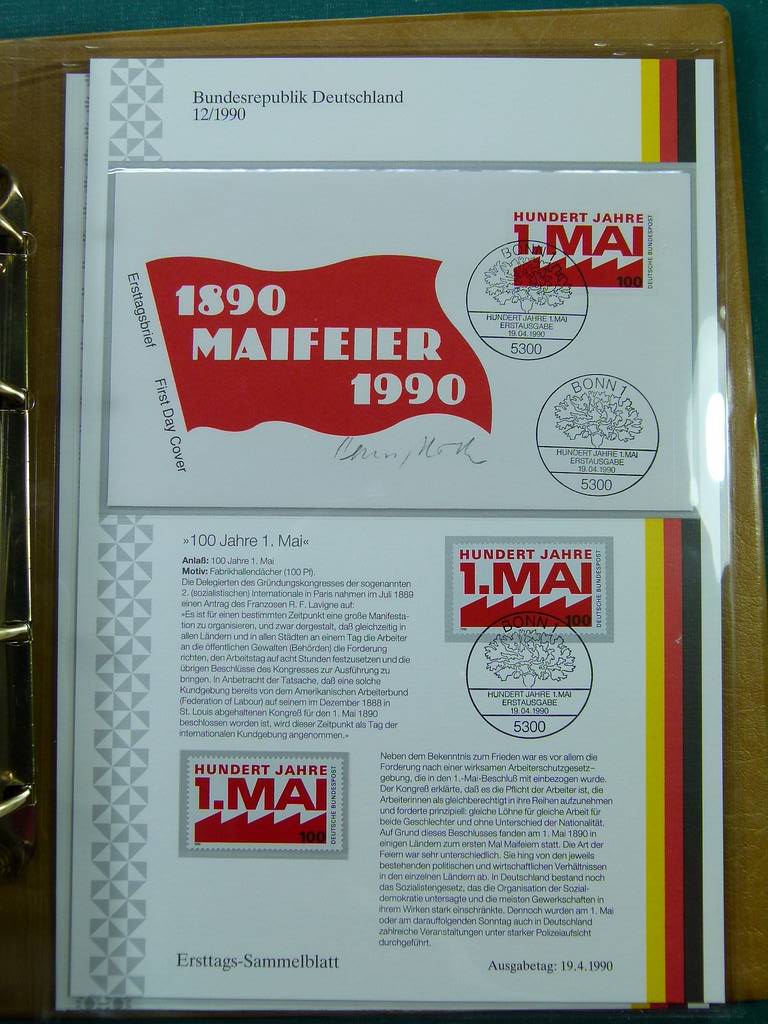 Bundesrepublik Deutschland
12/1990
HUNDERT JAHRE
1.MAI
100
DEUTSCHE BUNDESPOST
BONN 1
HUNDERT JAHRE 1.MAI
ERSTAUSGABE
19.04.1990
5300
Ersttagsbrief
First Day Cover
1890
MAIFEIER
1990
BONN 1
HUNDERT JAHRE 1.MAI
ERSTAUSGABE
19.04.1990
5300
»100 Jahre 1. Mai«
Anlaß: 100 Jahre 1. Mai
Motiv: Fabrikhallendächer (100 Pf).
Die Delegierten des Gründungskongresses der sogenannten
2. (sozialistischen) Internationale in Paris nahmen im Juli 1889
einen Antrag des Franzosen R. F. Lavigne auf:
»Es ist für einen bestimmten Zeitpunkt eine große Manifesta-
tion zu organisieren, und zwar dergestalt, daß gleichzeitig in
allen Ländern und in allen Städten an einem Tag die Arbeiter
an die öffentlichen Gewalten (Behörden) die Forderung
richten, den Arbeitstag auf acht Stunden festzusetzen und die
übrigen Beschlüsse des Kongresses zur Ausführung zu
bringen. In Anbetracht der Tatsache, daß eine solche
Kundgebung bereits von dem Amerikanischen Arbeiterbund
(Federation of Labour) auf seinem im Dezember 1888 in
St. Louis abgehaltenen Kongreß für den 1. Mai 1890
beschlossen worden ist, wird dieser Zeitpunkt als Tag der
internationalen Kundgebung angenommen.«
HUNDERT JAHRE
1.MAI
100
DEUTSCHE BUNDESPOST
BONN 1
HUNDERT JAHRE 1.MAI
ERSTAUSGABE
19.04.1990
5300
HUNDERT JAHRE
1.MAI
100
DEUTSCHE BUNDESPOST
Neben dem Bekenntnis zum Frieden war es vor allem die
Forderung nach einer wirksamen Arbeiterschutzgesetz-
gebung, die in den 1.-Mai-Beschluß mit einbezogen wurde.
Der Kongreß erklärte, daß es die Pflicht der Arbeiter ist, die
Arbeiterinnen als gleichberechtigt in ihre Reihen aufzunehmen
und forderte prinzipiell: gleiche Löhne für gleiche Arbeit für
beide Geschlechter und ohne Unterschied der Nationalität.
Auf Grund dieses Beschlusses fanden am 1. Mai 1890 in
einigen Ländern zum ersten Mal Maifeiern statt. Die Art der
Feiern war sehr unterschiedlich. Sie hing von den jeweils
bestehenden politischen und wirtschaftlichen Verhältnissen
in den einzelnen Ländern ab. In Deutschland bestand noch
das Sozialistengesetz, das die Organisation der Sozial-
demokratie untersagte und die meisten Gewerkschaften in
ihrem Wirken stark einschränkte. Dennoch wurden am 1. Mai
oder am darauffolgenden Sonntag auch in Deutschland
zahlreiche Veranstaltungen unter starker Polizeiaufsicht
durchgeführt.
Ersttags-Sammelblatt
Ausgabetag: 19.4.1990